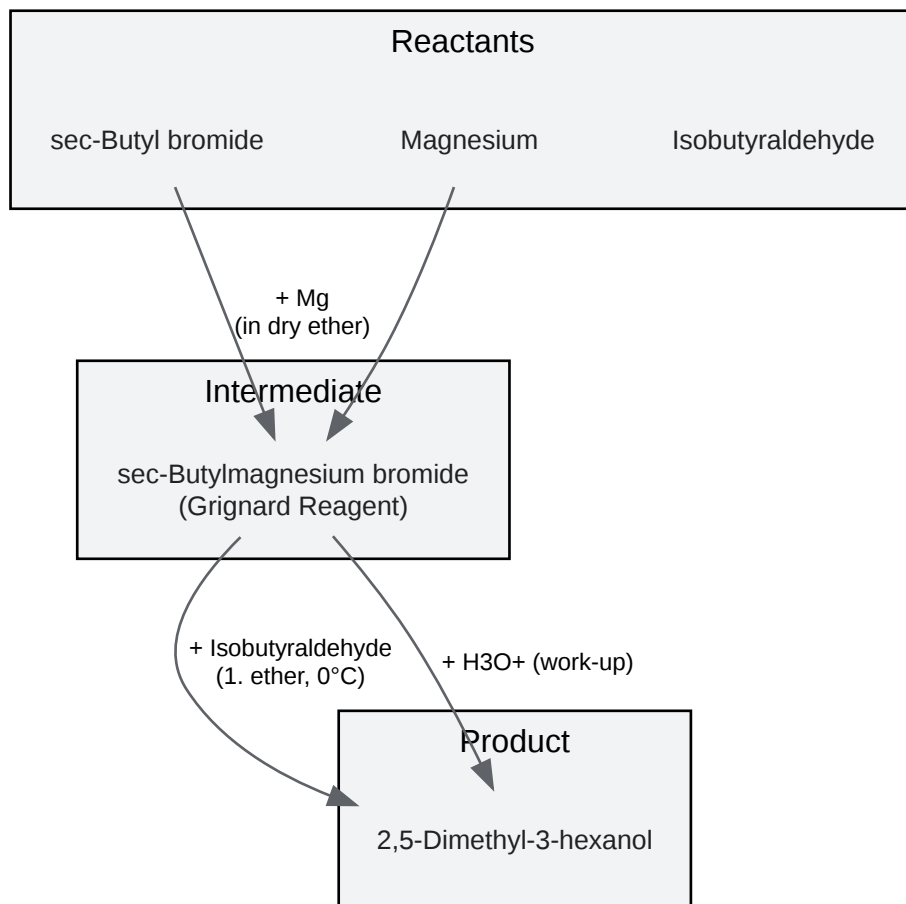 Reactants
sec-Butyl bromide
Magnesium
Isobutyraldehyde
+ Mg
(in dry ether)
Intermediate
sec-Butylmagnesium bromide
(Grignard Reagent)
+ Isobutyraldehyde
(1. ether, 0°C)
+ H3O+ (work-up)
Product
2,5-Dimethyl-3-hexanol